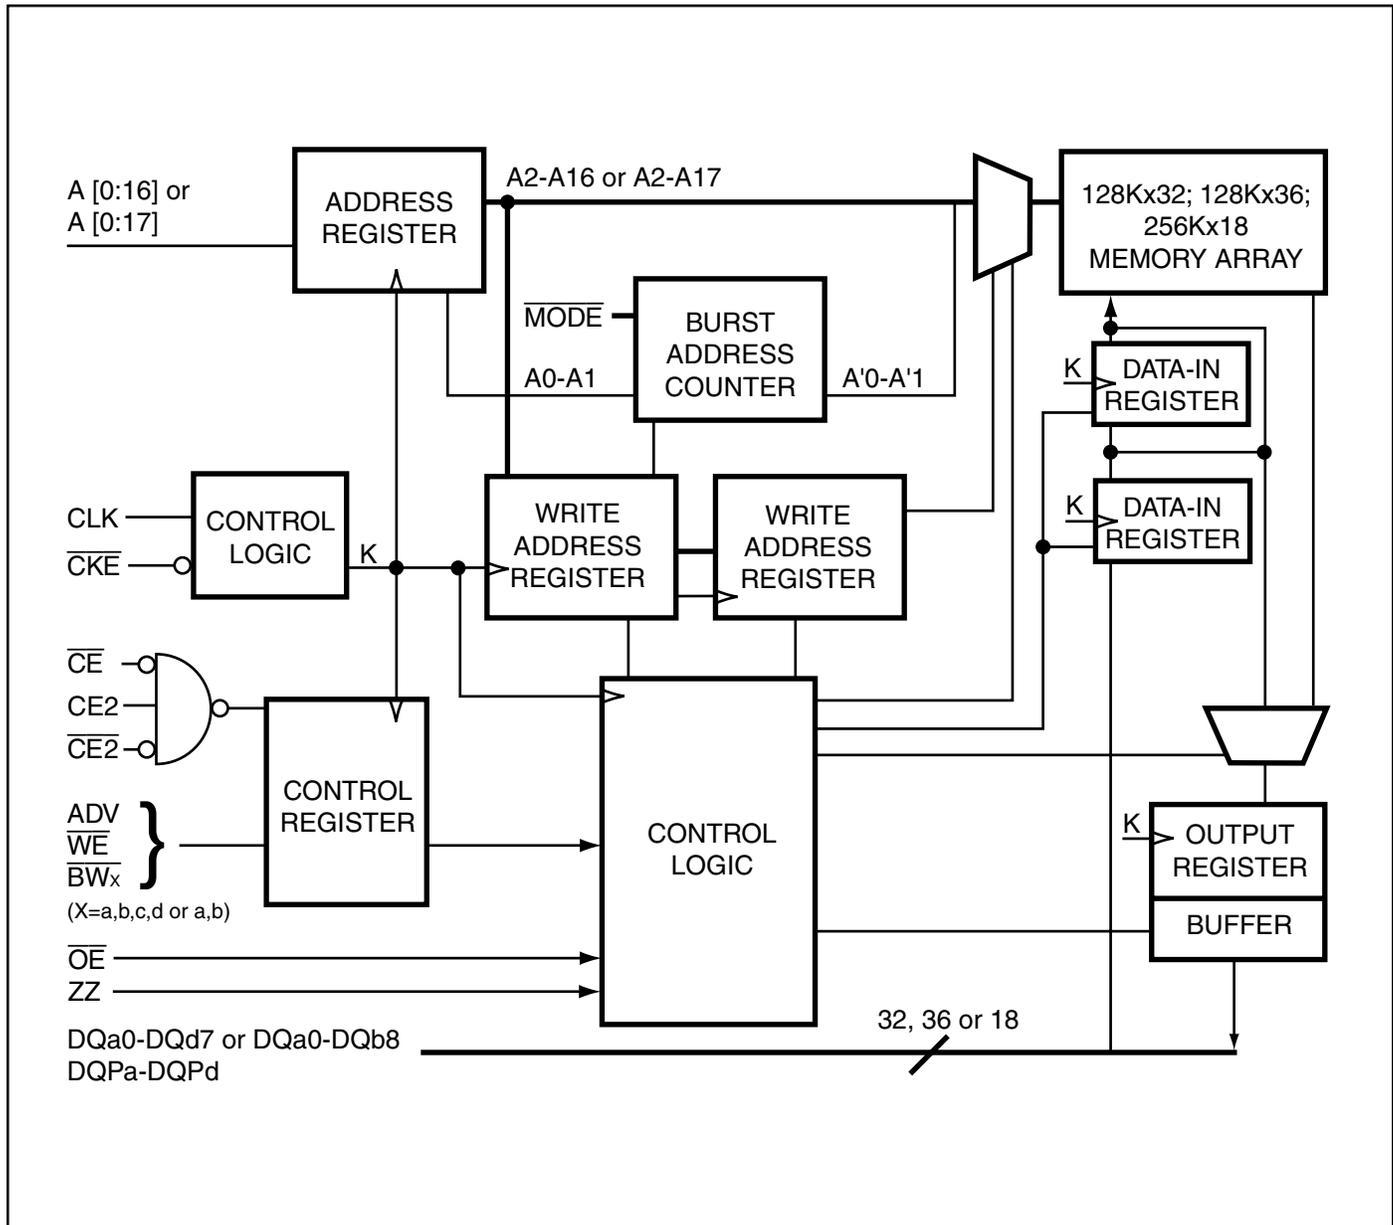 A [0:16] or
A [0:17]
ADDRESS
REGISTER
A2-A16 or A2-A17
128Kx32; 128Kx36;
256Kx18
MEMORY ARRAY
MODE
BURST
ADDRESS
COUNTER
A0-A1
A'0-A'1
K
DATA-IN
REGISTER
K
DATA-IN
REGISTER
CLK
CKE
CONTROL
LOGIC
K
WRITE
ADDRESS
REGISTER
WRITE
ADDRESS
REGISTER
CE
CE2
CE2
ADV
WE
BWx
(X=a,b,c,d or a,b)
CONTROL
REGISTER
CONTROL
LOGIC
K
OUTPUT
REGISTER
BUFFER
OE
ZZ
DQa0-DQd7 or DQa0-DQb8
DQPa-DQPd
32, 36 or 18